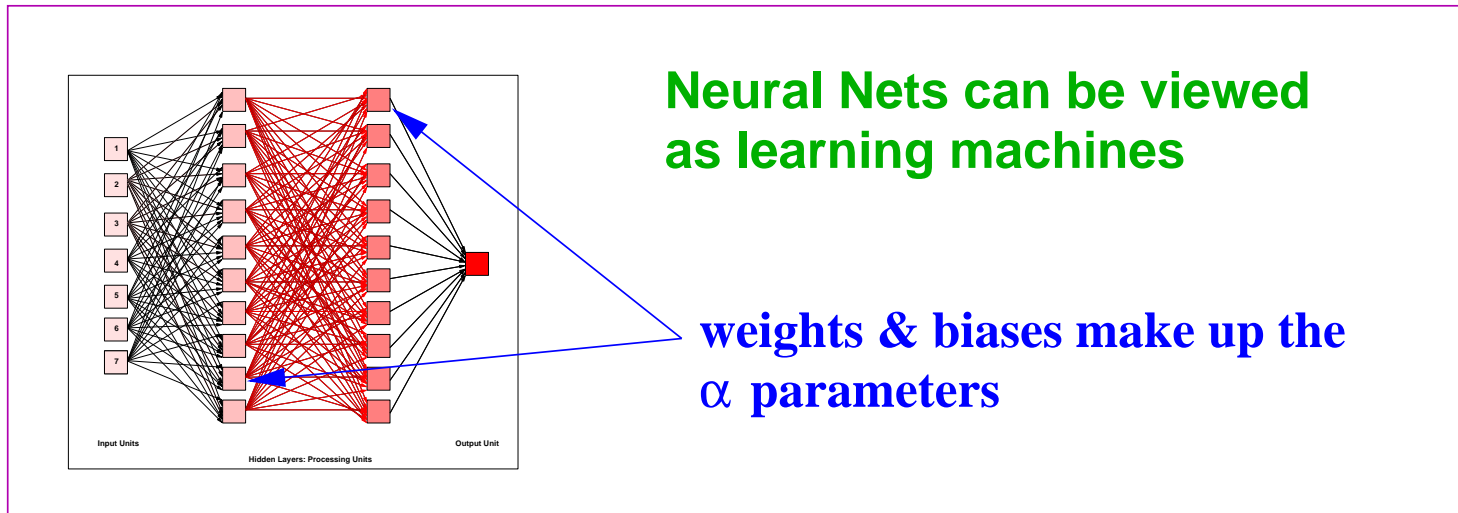 Neural Nets can be viewed
as learning machines
1
2
3
4
5
6
7
weights & biases make up the
α parameters
Input Units
Output Unit
Hidden Layers: Processing Units